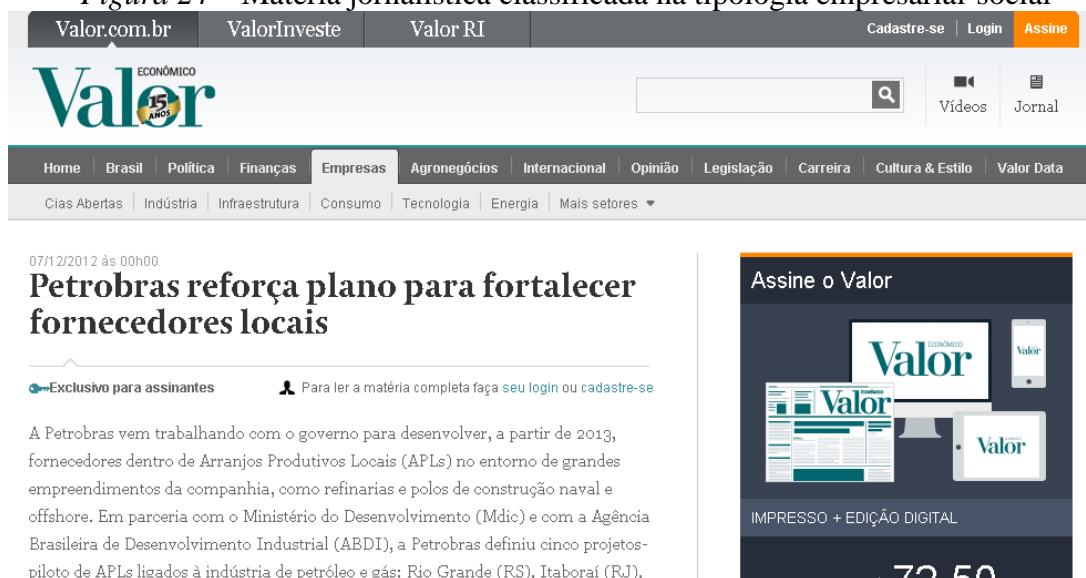 Figura 24 – Matéria jornalística classificada na tipologia empresarial-social
Valor.com.br ValorInveste Valor RI Cadastre-se Login Assine
ECONÔMICO
Valor
15
ANOS
Vídeos Jornal
Home Brasil Política Finanças Empresas Agronegócios Internacional Opinião Legislação Carreira Cultura & Estilo Valor Data
Cias Abertas Indústria Infraestrutura Consumo Tecnologia Energia Mais setores
07/12/2012 às 00h00
Petrobras reforça plano para fortalecer
fornecedores locais
Exclusivo para assinantes Para ler a matéria completa faça seu login ou cadastre-se
A Petrobras vem trabalhando com o governo para desenvolver, a partir de 2013,
fornecedores dentro de Arranjos Produtivos Locais (APLs) no entorno de grandes
empreendimentos da companhia, como refinarias e polos de construção naval e
offshore. Em parceria com o Ministério do Desenvolvimento (Mdic) e com a Agência
Brasileira de Desenvolvimento Industrial (ABDI), a Petrobras definiu cinco projetos-
piloto de APLs ligados à indústria de petróleo e gás: Rio Grande (RS), Itaboraí (RJ),
Assine o Valor
ECONÔMICO
Valor
Valor
Valor
Valor
IMPRESSO + EDIÇÃO DIGITAL
72,50